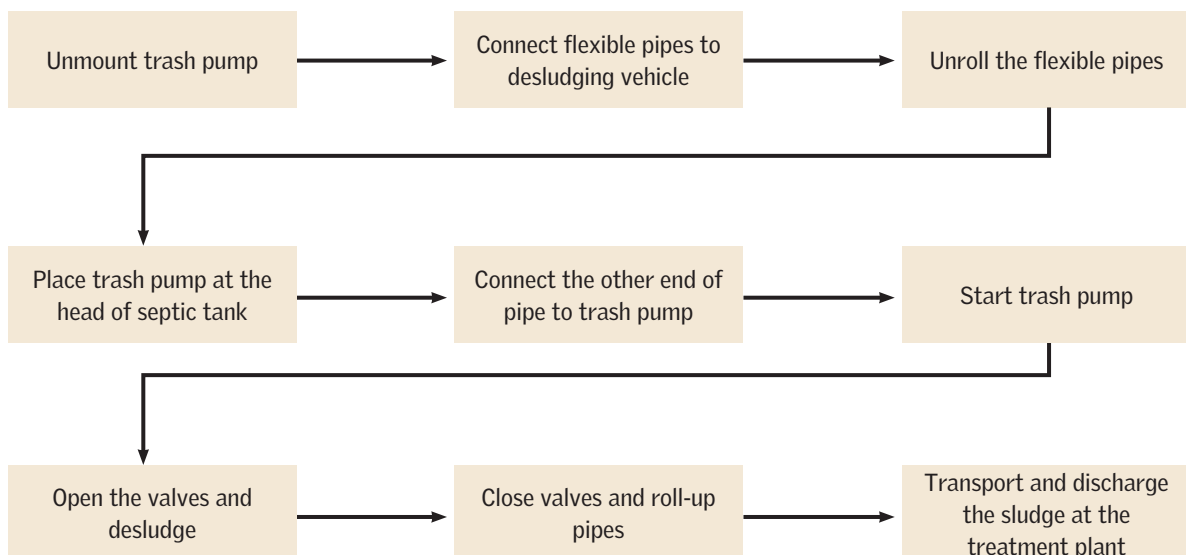 Unmount trash pump
Connect flexible pipes to
desludging vehicle
Unroll the flexible pipes
Place trash pump at the
head of septic tank
Connect the other end of
pipe to trash pump
Start trash pump
Open the valves and
desludge
Close valves and roll-up
pipes
Transport and discharge
the sludge at the
treatment plant